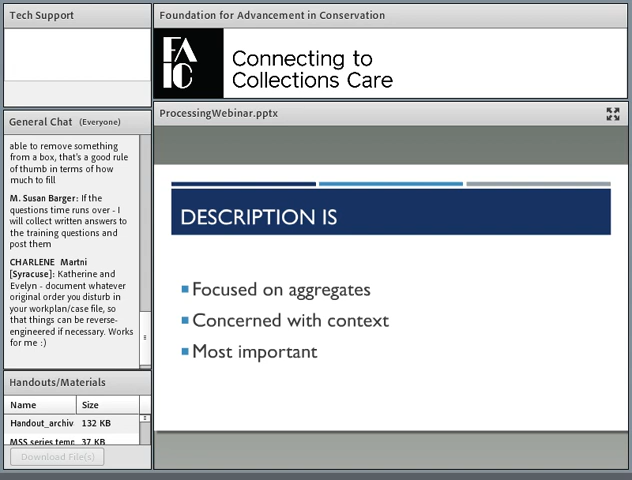 Tech Support
Foundation for Advancement in Conservation
FA
IC
Connecting to
Collections Care
General Chat (Everyone)
able to remove something
from a box, that's a good rule
of thumb in terms of how
much to fill
M. Susan Barger: If the
questions time runs over - I
will collect written answers to
the training questions and
post them
CHARLENE Martni
[Syracuse]: Katherine and
Evelyn - document whatever
original order you disturb in
your workplan/case file, so
that things can be reverse-
engineered if necessary. Works
for me :)
Handouts/Materials
Name Size
Handout_archiv 132 KB
MSS series temp 37 KB
Download File(s)
ProcessingWebinar.pptx
DESCRIPTION IS
Focused on aggregates
Concerned with context
Most important